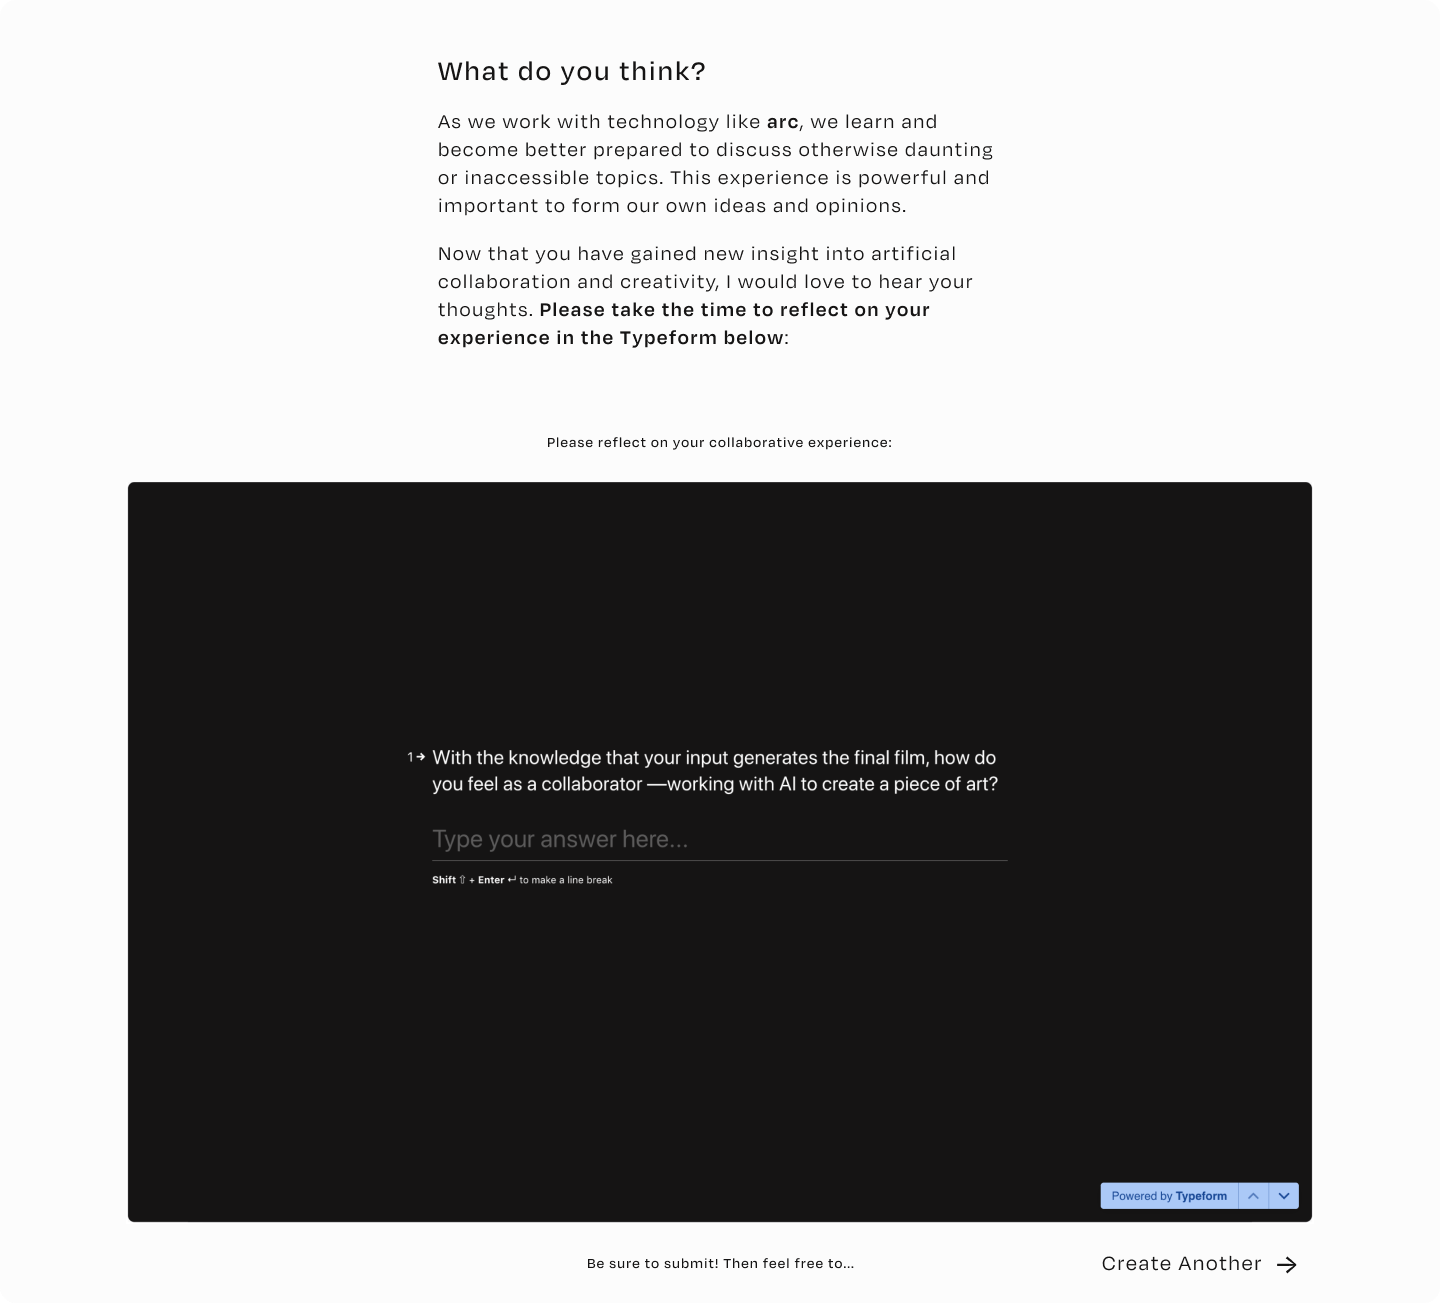 What do you think?
As we work with technology like arc, we learn and
become better prepared to discuss otherwise daunting
or inaccessible topics. This experience is powerful and
important to form our own ideas and opinions.
Now that you have gained new insight into artificial
collaboration and creativity, I would love to hear your
thoughts. Please take the time to reflect on your
experience in the Typeform below:
Please reflect on your collaborative experience:
1→ With the knowledge that your input generates the final film, how do
you feel as a collaborator —working with AI to create a piece of art?
Type your answer here...
Shift ⇧ + Enter ↵ to make a line break
Powered by Typeform
Be sure to submit! Then feel free to...
Create Another →